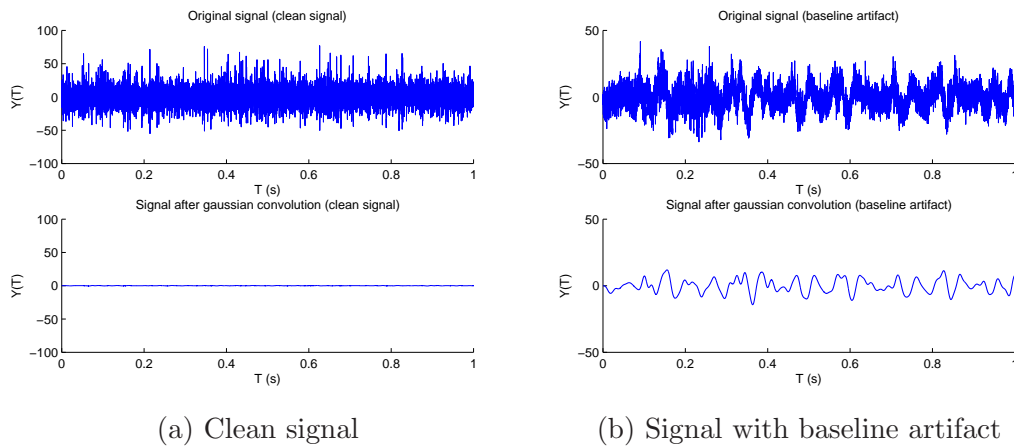 Original signal (clean signal)
100
50
0
−50
−100
Y(T)
0 0.2 0.4 0.6 0.8 1
T (s)
Signal after gaussian convolution (clean signal)
100
50
0
−50
−100
Y(T)
0 0.2 0.4 0.6 0.8 1
T (s)
(a) Clean signal
Original signal (baseline artifact)
50
0
−50
Y(T)
0 0.2 0.4 0.6 0.8 1
T (s)
Signal after gaussian convolution (baseline artifact)
50
0
−50
Y(T)
0 0.2 0.4 0.6 0.8 1
T (s)
(b) Signal with baseline artifact